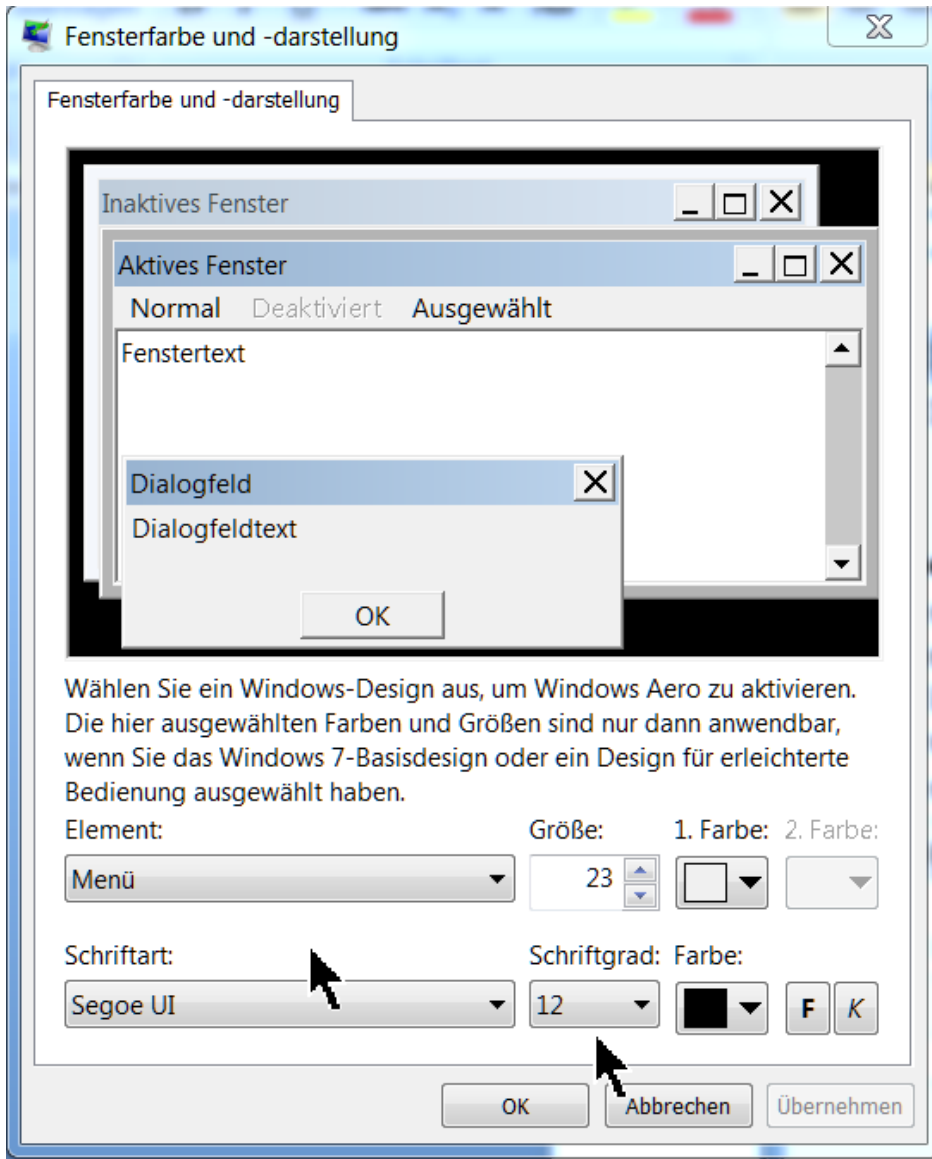 Fensterfarbe und -darstellung
Fensterfarbe und -darstellung
Inaktives Fenster
Aktives Fenster
Normal Deaktiviert Ausgewählt
Fenstertext
Dialogfeld
Dialogfeldtext
OK
Wählen Sie ein Windows-Design aus, um Windows Aero zu aktivieren.
Die hier ausgewählten Farben und Größen sind nur dann anwendbar,
wenn Sie das Windows 7-Basisdesign oder ein Design für erleichterte
Bedienung ausgewählt haben.
Element: Größe: 1. Farbe: 2. Farbe:
Menü 23
Schriftart: Schriftgrad: Farbe:
Segoe UI 12 F K
OK Abbrechen Übernehmen